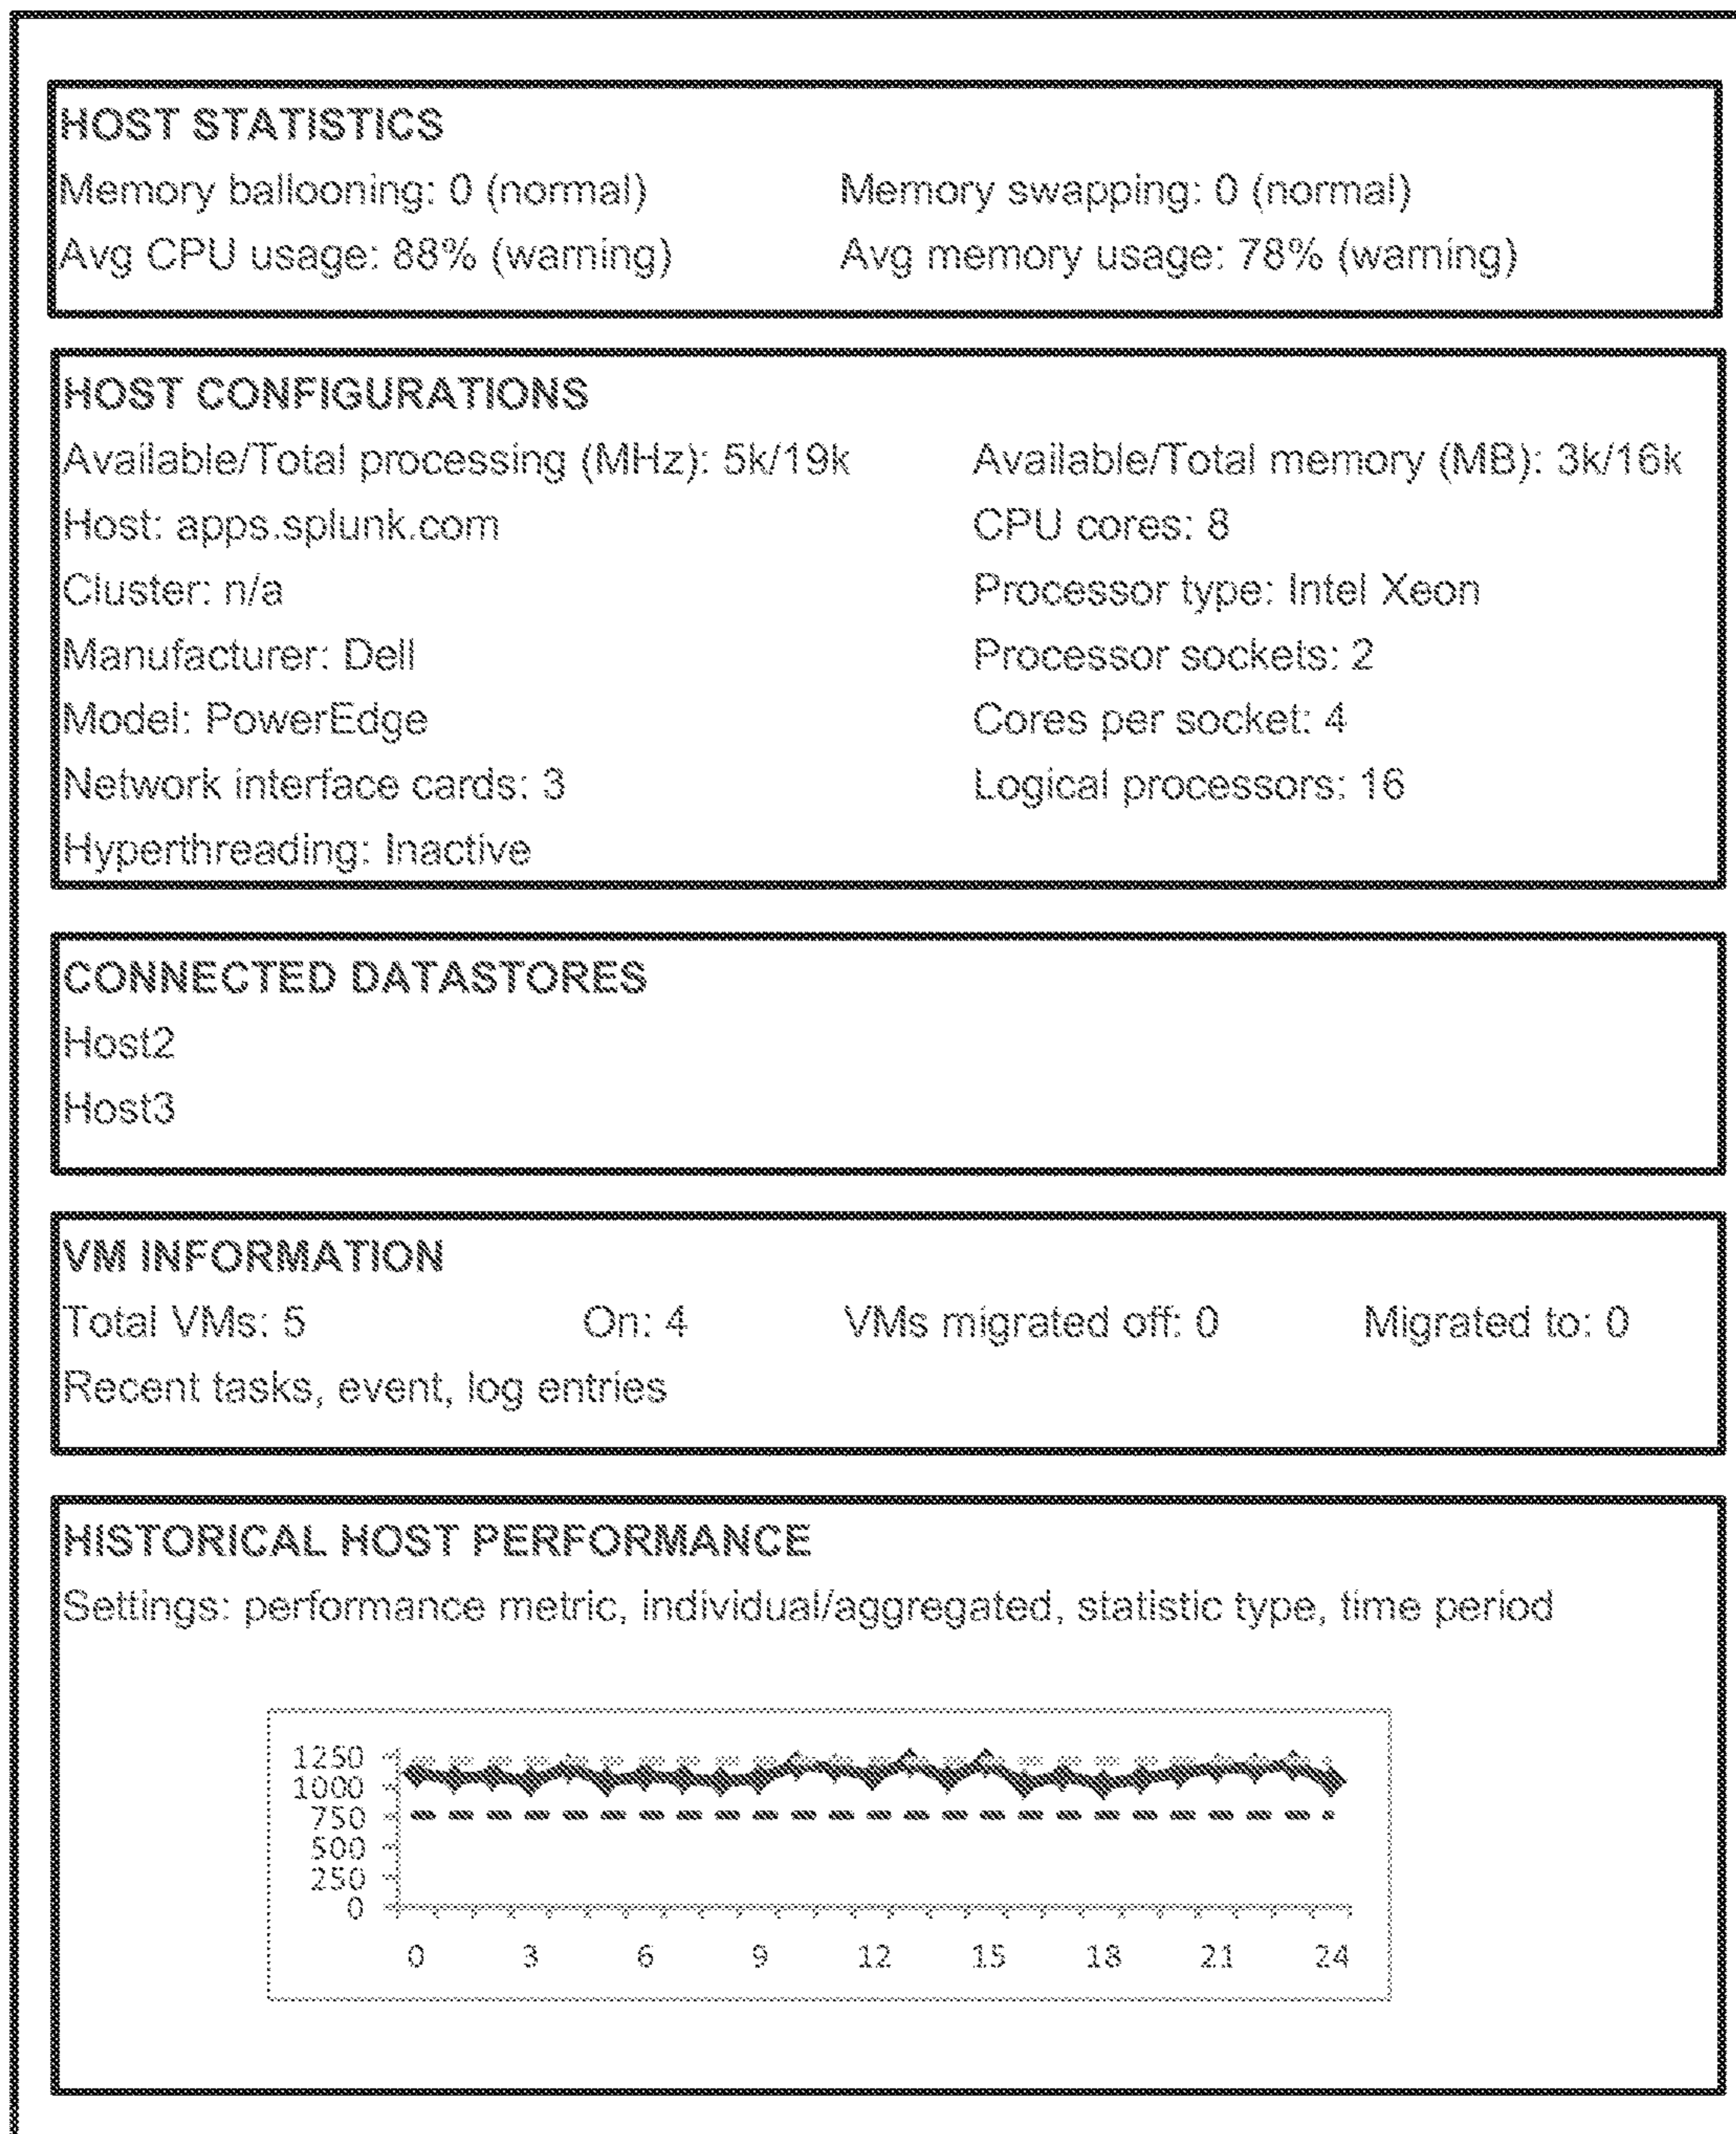 HOST STATISTICS
Memory ballooning: 0 (normal) Memory swapping: 0 (normal)
Avg CPU usage: 88% (warning) Avg memory usage: 78% (warning)
HOST CONFIGURATIONS
Available/Total processing (MHz): 5k/19k Available/Total memory (MB): 3k/16k
Host: apps.splunk.com CPU cores: 8
Cluster: n/a Processor type: Intel Xeon
Manufacturer: Dell Processor sockets: 2
Model: PowerEdge Cores per socket: 4
Network interface cards: 3 Logical processors: 16
Hyperthreading: Inactive
CONNECTED DATASTORES
Host2
Host3
VM INFORMATION
Total VMs: 5 On: 4 VMs migrated off: 0 Migrated to: 0
Recent tasks, event, log entries
HISTORICAL HOST PERFORMANCE
Settings: performance metric, individual/aggregated, statistic type, time period
1250
1000
750
500
250
0
0 3 6 9 12 15 18 21 24